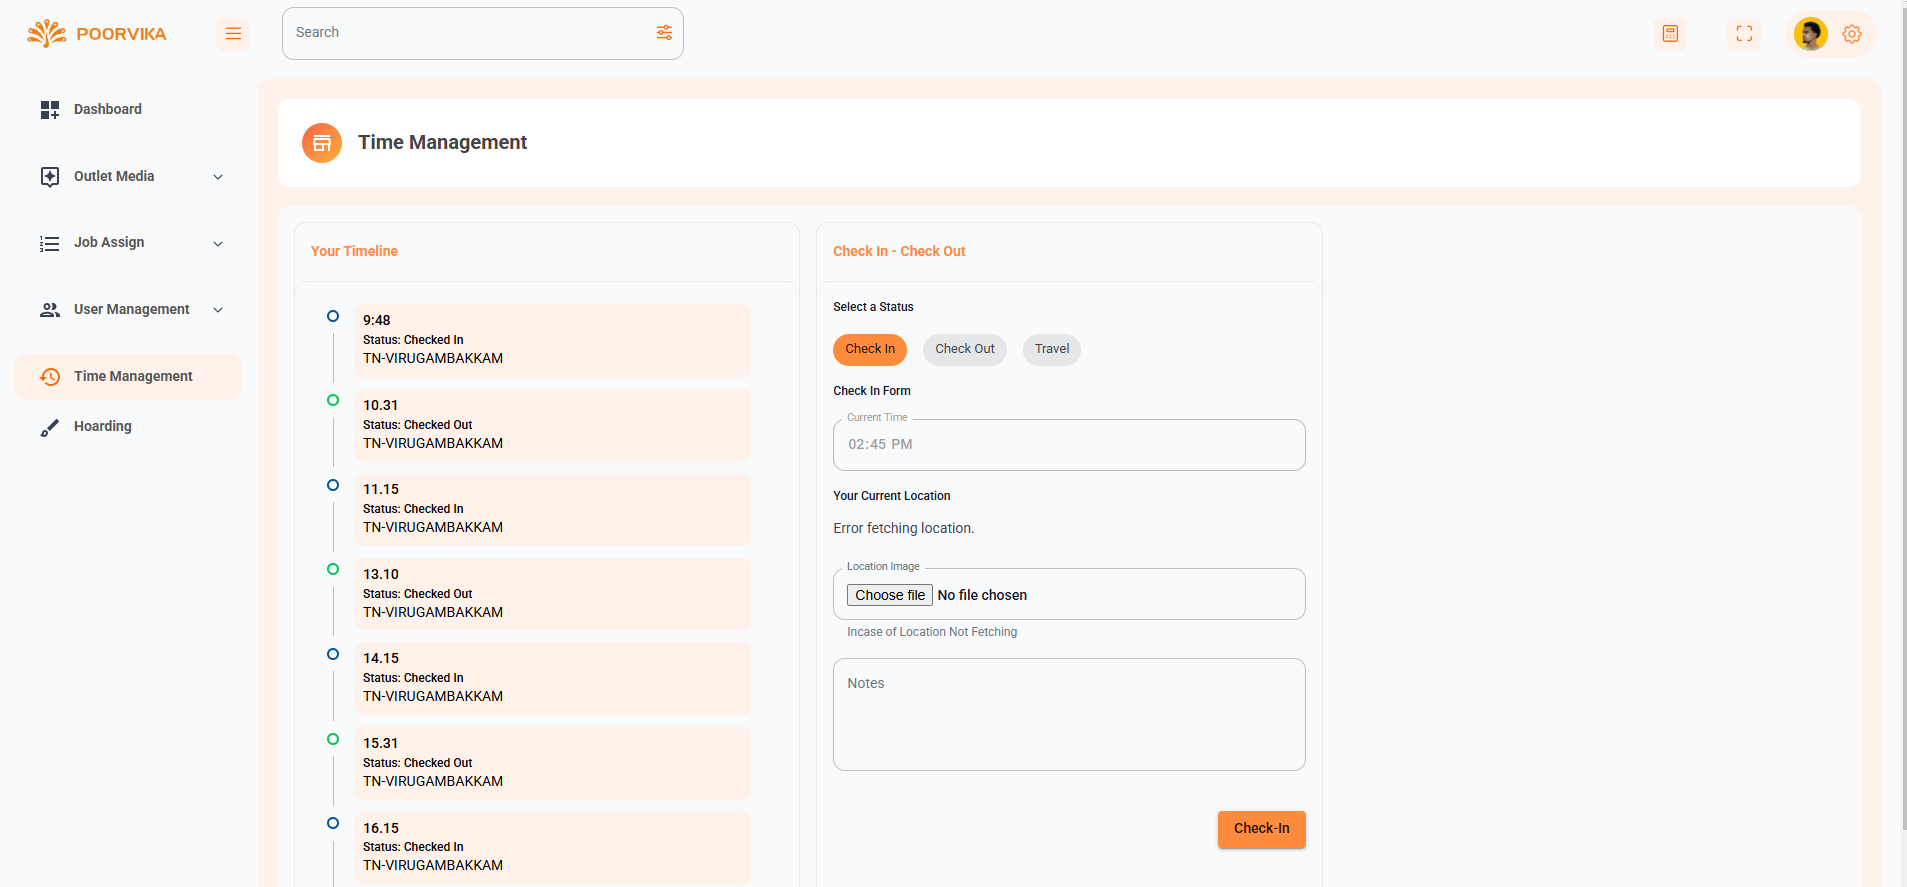 POORVIKA
Search
Dashboard
Outlet Media
Job Assign
User Management
Time Management
Hoarding
Time Management
Your Timeline
9:48
Status: Checked In
TN-VIRUGAMBAKKAM
10.31
Status: Checked Out
TN-VIRUGAMBAKKAM
11.15
Status: Checked In
TN-VIRUGAMBAKKAM
13.10
Status: Checked Out
TN-VIRUGAMBAKKAM
14.15
Status: Checked In
TN-VIRUGAMBAKKAM
15.31
Status: Checked Out
TN-VIRUGAMBAKKAM
16.15
Status: Checked In
TN-VIRUGAMBAKKAM
Check In - Check Out
Select a Status
Check In Check Out Travel
Check In Form
Current Time
02:45 PM
Your Current Location
Error fetching location.
Location Image
Choose file No file chosen
Incase of Location Not Fetching
Notes
Check-In